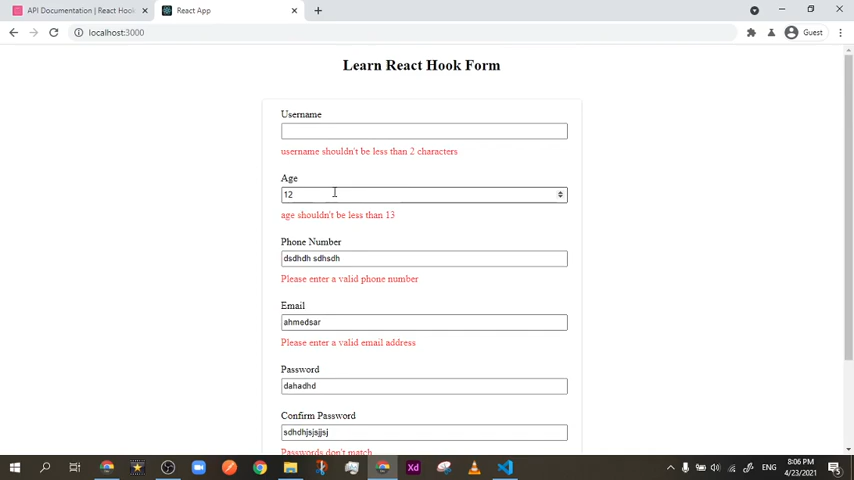 API Documentation | React Hook
React App
localhost:3000
Guest
Learn React Hook Form
Username
username shouldn't be less than 2 characters
Age
12
age shouldn't be less than 13
Phone Number
dsdhdh sdhsdh
Please enter a valid phone number
Email
ahmedsar
Please enter a valid email address
Password
dahadhd
Confirm Password
sdhdhjsjsjjsj
Passwords don't match
Xd
ENG
8:06 PM
4/23/2021